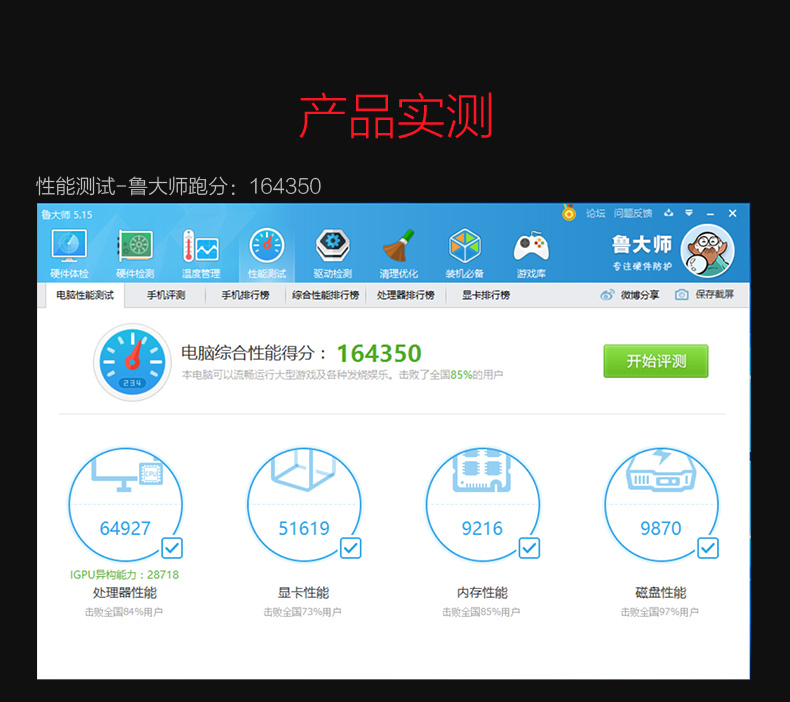 产品实测
性能测试-鲁大师跑分：164350
鲁大师 5.15
论坛 问题反馈
硬件体检 硬件检测 温度管理 性能测试 驱动检测 清理优化 装机必备 游戏库
鲁大师
专注硬件防护
电脑性能测试 手机评测 手机排行榜 综合性能排行榜 处理器排行榜 显卡排行榜 微博分享 保存截屏
电脑综合性能得分：164350
本电脑可以流畅运行大型游戏及各种发烧娱乐。击败了全国85%的用户
开始评测
234
64927 51619 9216 9870
IGPU异构能力：28718
处理器性能 显卡性能 内存性能 磁盘性能
击败全国84%用户 击败全国73%用户 击败全国85%用户 击败全国97%用户